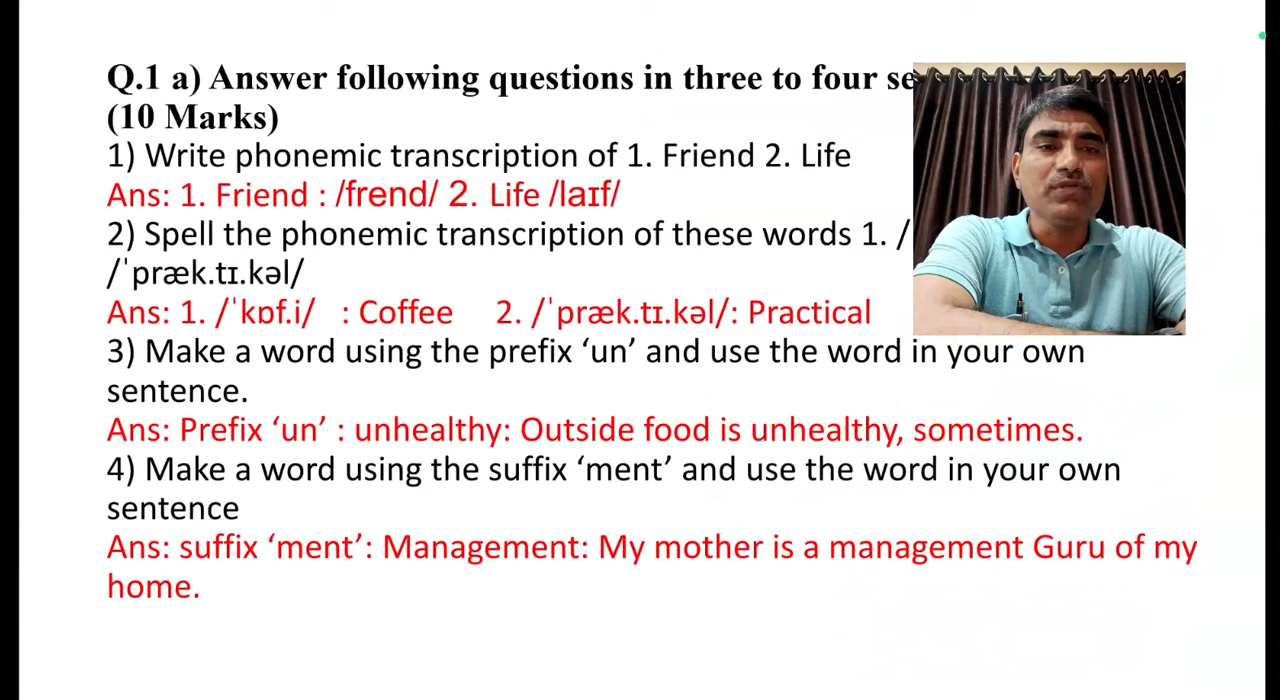 Q.1 a) Answer following questions in three to four
(10 Marks)
1) Write phonemic transcription of 1. Friend 2. Life
Ans: 1. Friend : /frend/ 2. Life /laɪf/
2) Spell the phonemic transcription of these words 1. /
/ˈpræk.tɪ.kəl/
Ans: 1. /ˈkɒf.i/ : Coffee 2. /ˈpræk.tɪ.kəl/: Practical
3) Make a word using the prefix ‘un’ and use the word in your own
sentence.
Ans: Prefix ‘un’ : unhealthy: Outside food is unhealthy, sometimes.
4) Make a word using the suffix ‘ment’ and use the word in your own
sentence
Ans: suffix ‘ment’: Management: My mother is a management Guru of my
home.